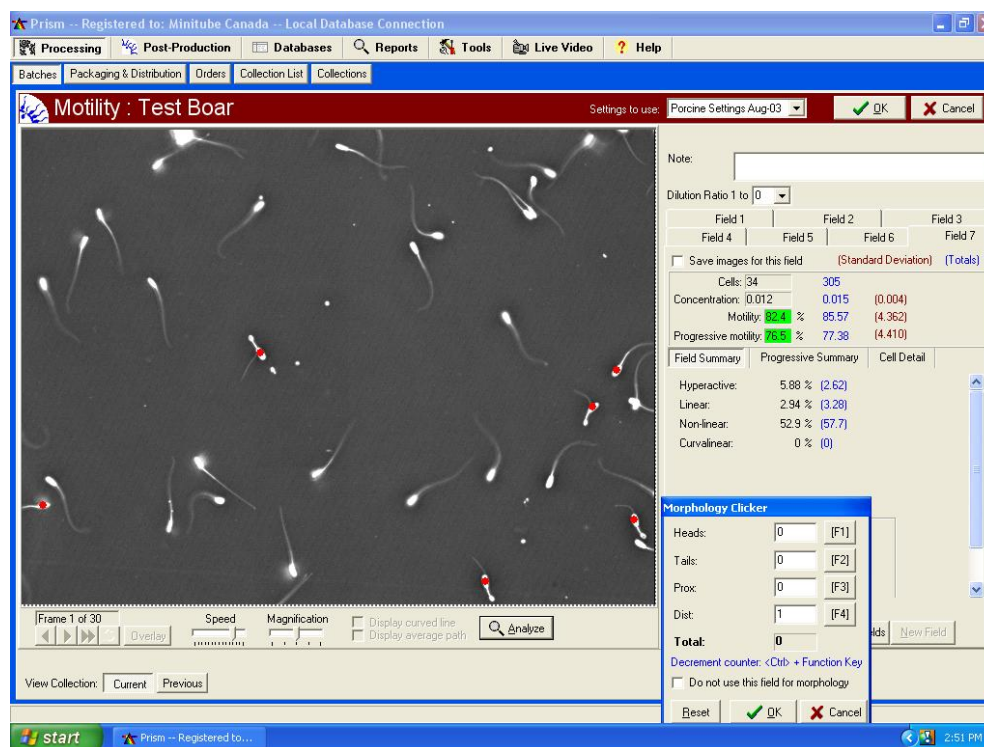 Prism -- Registered to: Minitube Canada -- Local Database Connection
Processing Post-Production Databases Reports Tools Live Video ? Help
Batches Packaging & Distribution Orders Collection List Collections
Motility : Test Boar Settings to use: Porcine Settings Aug-03 OK Cancel
Note:
Dilution Ratio 1 to 0
Field 1 Field 2 Field 3
Field 4 Field 5 Field 6 Field 7
Save images for this field (Standard Deviation) (Totals)
Cells: 34 305
Concentration: 0.012 0.015 (0.004)
Motility: 82.4 % 85.57 (4.362)
Progressive motility: 76.5 % 77.38 (4.410)
Field Summary Progressive Summary Cell Detail
Hyperactive: 5.88 % (2.62)
Linear: 2.94 % (3.28)
Non-linear: 52.9 % (57.7)
Curvalinear: 0 % (0)
Morphology Clicker
Heads: 0 [F1]
Tails: 0 [F2]
Prox: 0 [F3]
Dist: 1 [F4]
Total: 0
Decrement counter: <Ctrl> + Function Key
Do not use this field for morphology
Reset OK Cancel
lds New Field
Frame 1 of 30 Speed Magnification Display curved line
Overlay Display average path Analyze
View Collection: Current Previous
start Prism -- Registered to... 2:51 PM